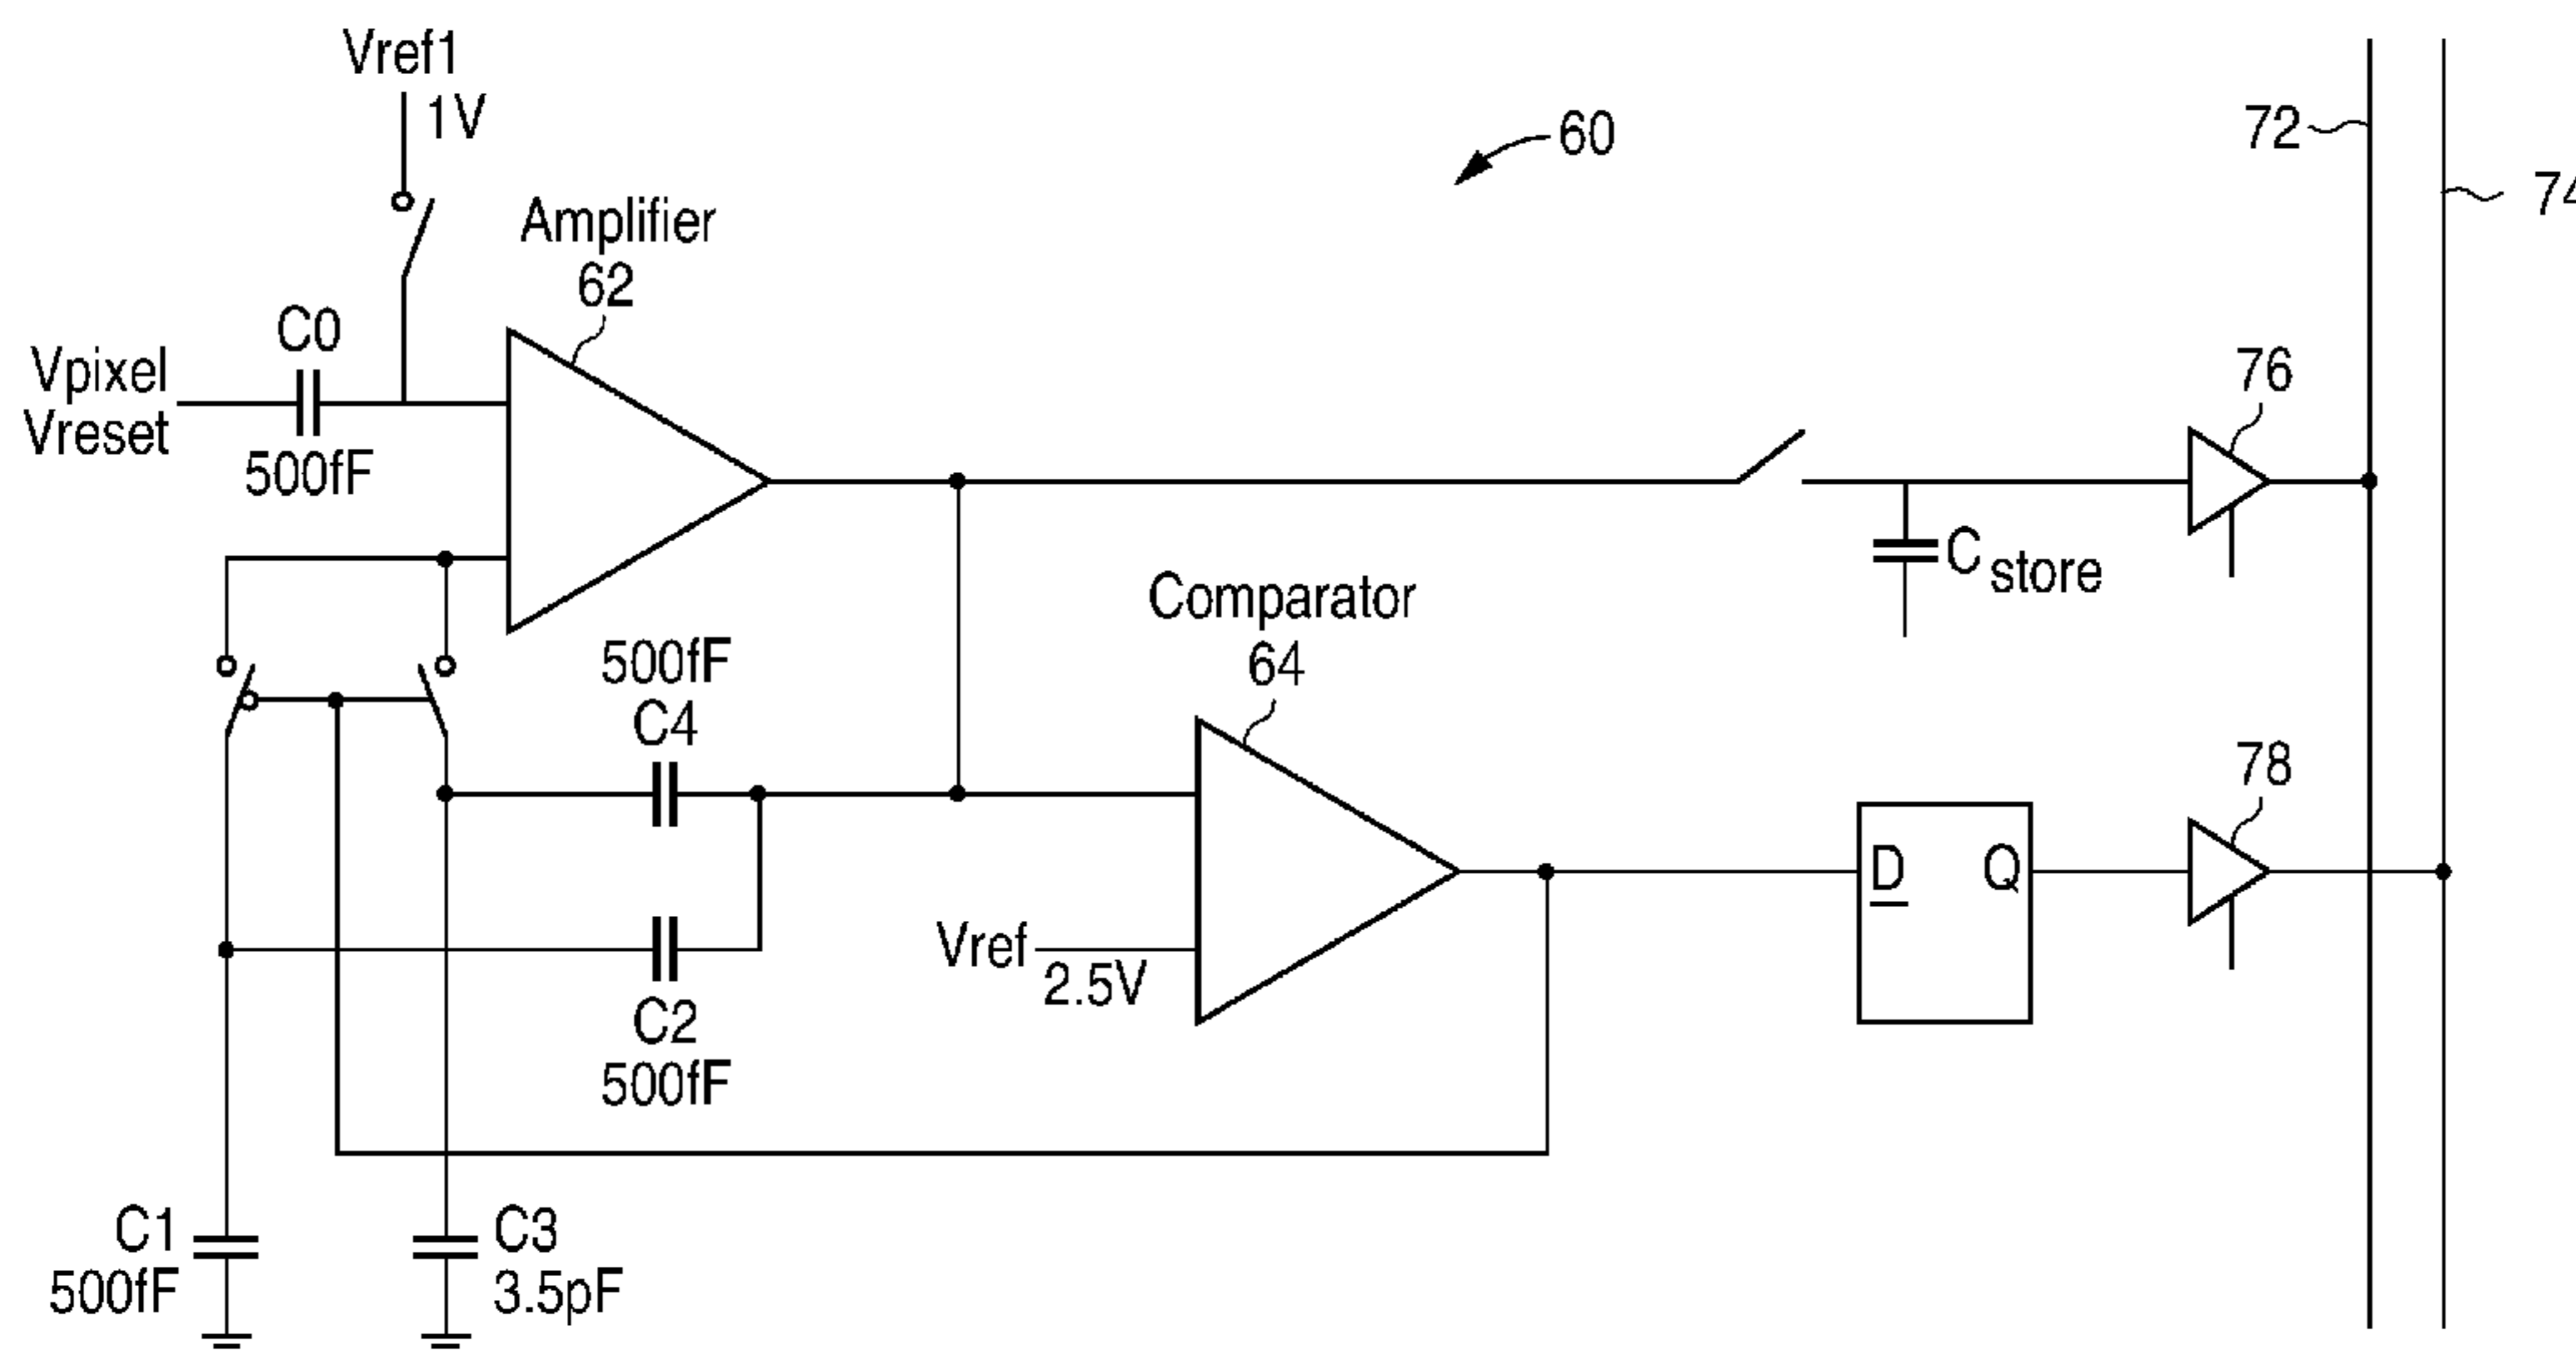 Vref1
1V
60
72
74
Amplifier
62
C0
Vpixel
Vreset
500fF
76
C store
Comparator
64
500fF
C4
78
D Q
Vref
2.5V
C2
500fF
C1
500fF
C3
3.5pF